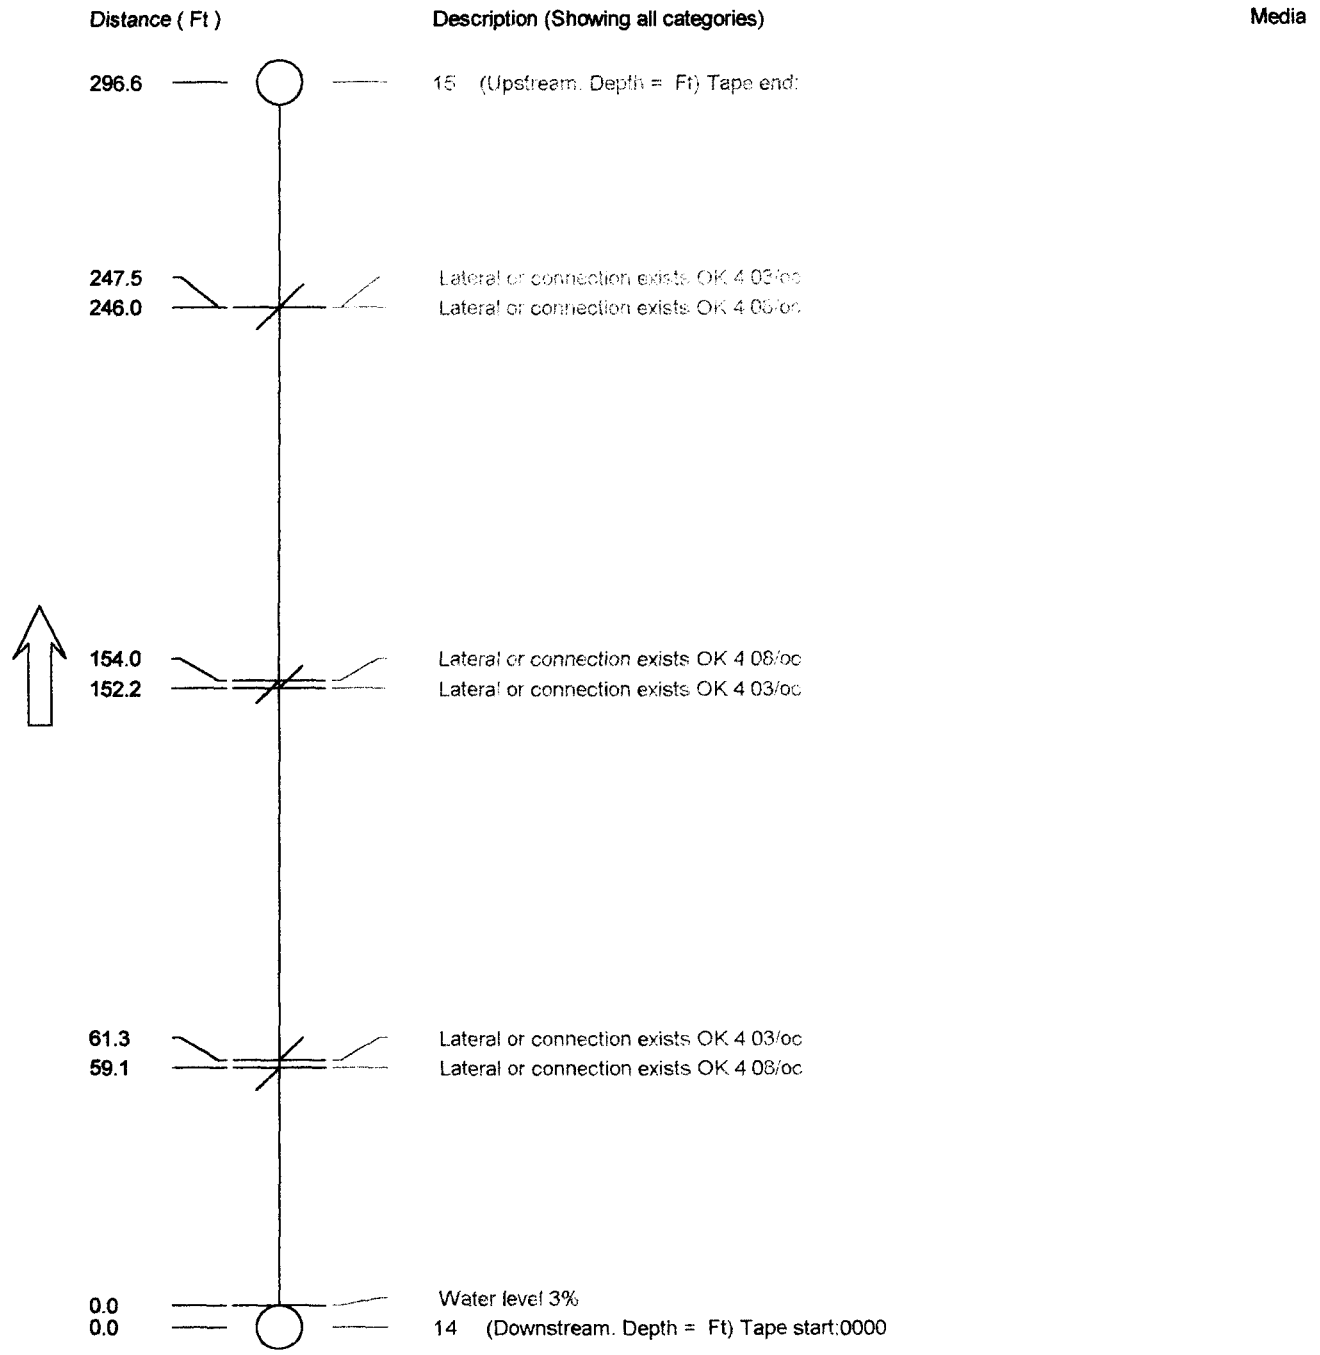 Distance ( Ft ) Description (Showing all categories) Media
296.6 15 (Upstream. Depth = Ft) Tape end:
247.5 Lateral or connection exists OK 4 03/oc
246.0 Lateral or connection exists OK 4 08/oc
154.0 Lateral or connection exists OK 4 08/oc
152.2 Lateral or connection exists OK 4 03/oc
61.3 Lateral or connection exists OK 4 03/oc
59.1 Lateral or connection exists OK 4 08/oc
0.0 Water level 3%
0.0 14 (Downstream. Depth = Ft) Tape start:0000